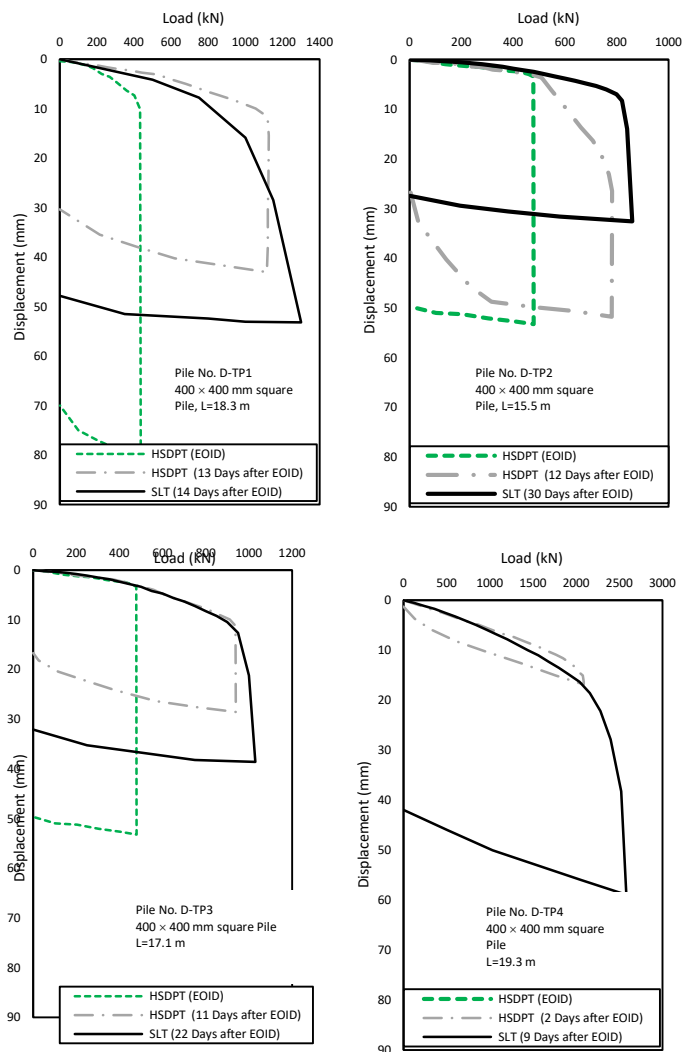 Load (kN)
0 200 400 600 800 1000 1200 1400
0
10
20
30
40
50
60
70
80
90
Displacement (mm)
Pile No. D-TP1
400 × 400 mm square
Pile, L=18.3 m
HSDPT (EOID)
HSDPT (13 Days after EOID)
SLT (14 Days after EOID)
Load (kN)
0 200 400 600 800 1000
0
10
20
30
40
50
60
70
80
90
Displacement (mm)
Pile No. D-TP2
400 × 400 mm square
Pile, L=15.5 m
HSDPT (EOID)
HSDPT (12 Days after EOID)
SLT (30 Days after EOID)
Load (kN)
0 200 400 600 800 1000 1200
0
10
20
30
40
50
60
70
80
90
Displacement (mm)
Pile No. D-TP3
400 × 400 mm square Pile
L=17.1 m
HSDPT (EOID)
HSDPT (11 Days after EOID)
SLT (22 Days after EOID)
Load (kN)
0 500 1000 1500 2000 2500 3000
0
10
20
30
40
50
60
70
80
90
Displacement (mm)
Pile No. D-TP4
400 × 400 mm square
Pile
L=19.3 m
HSDPT (EOID)
HSDPT (2 Days after EOID)
SLT (9 Days after EOID)